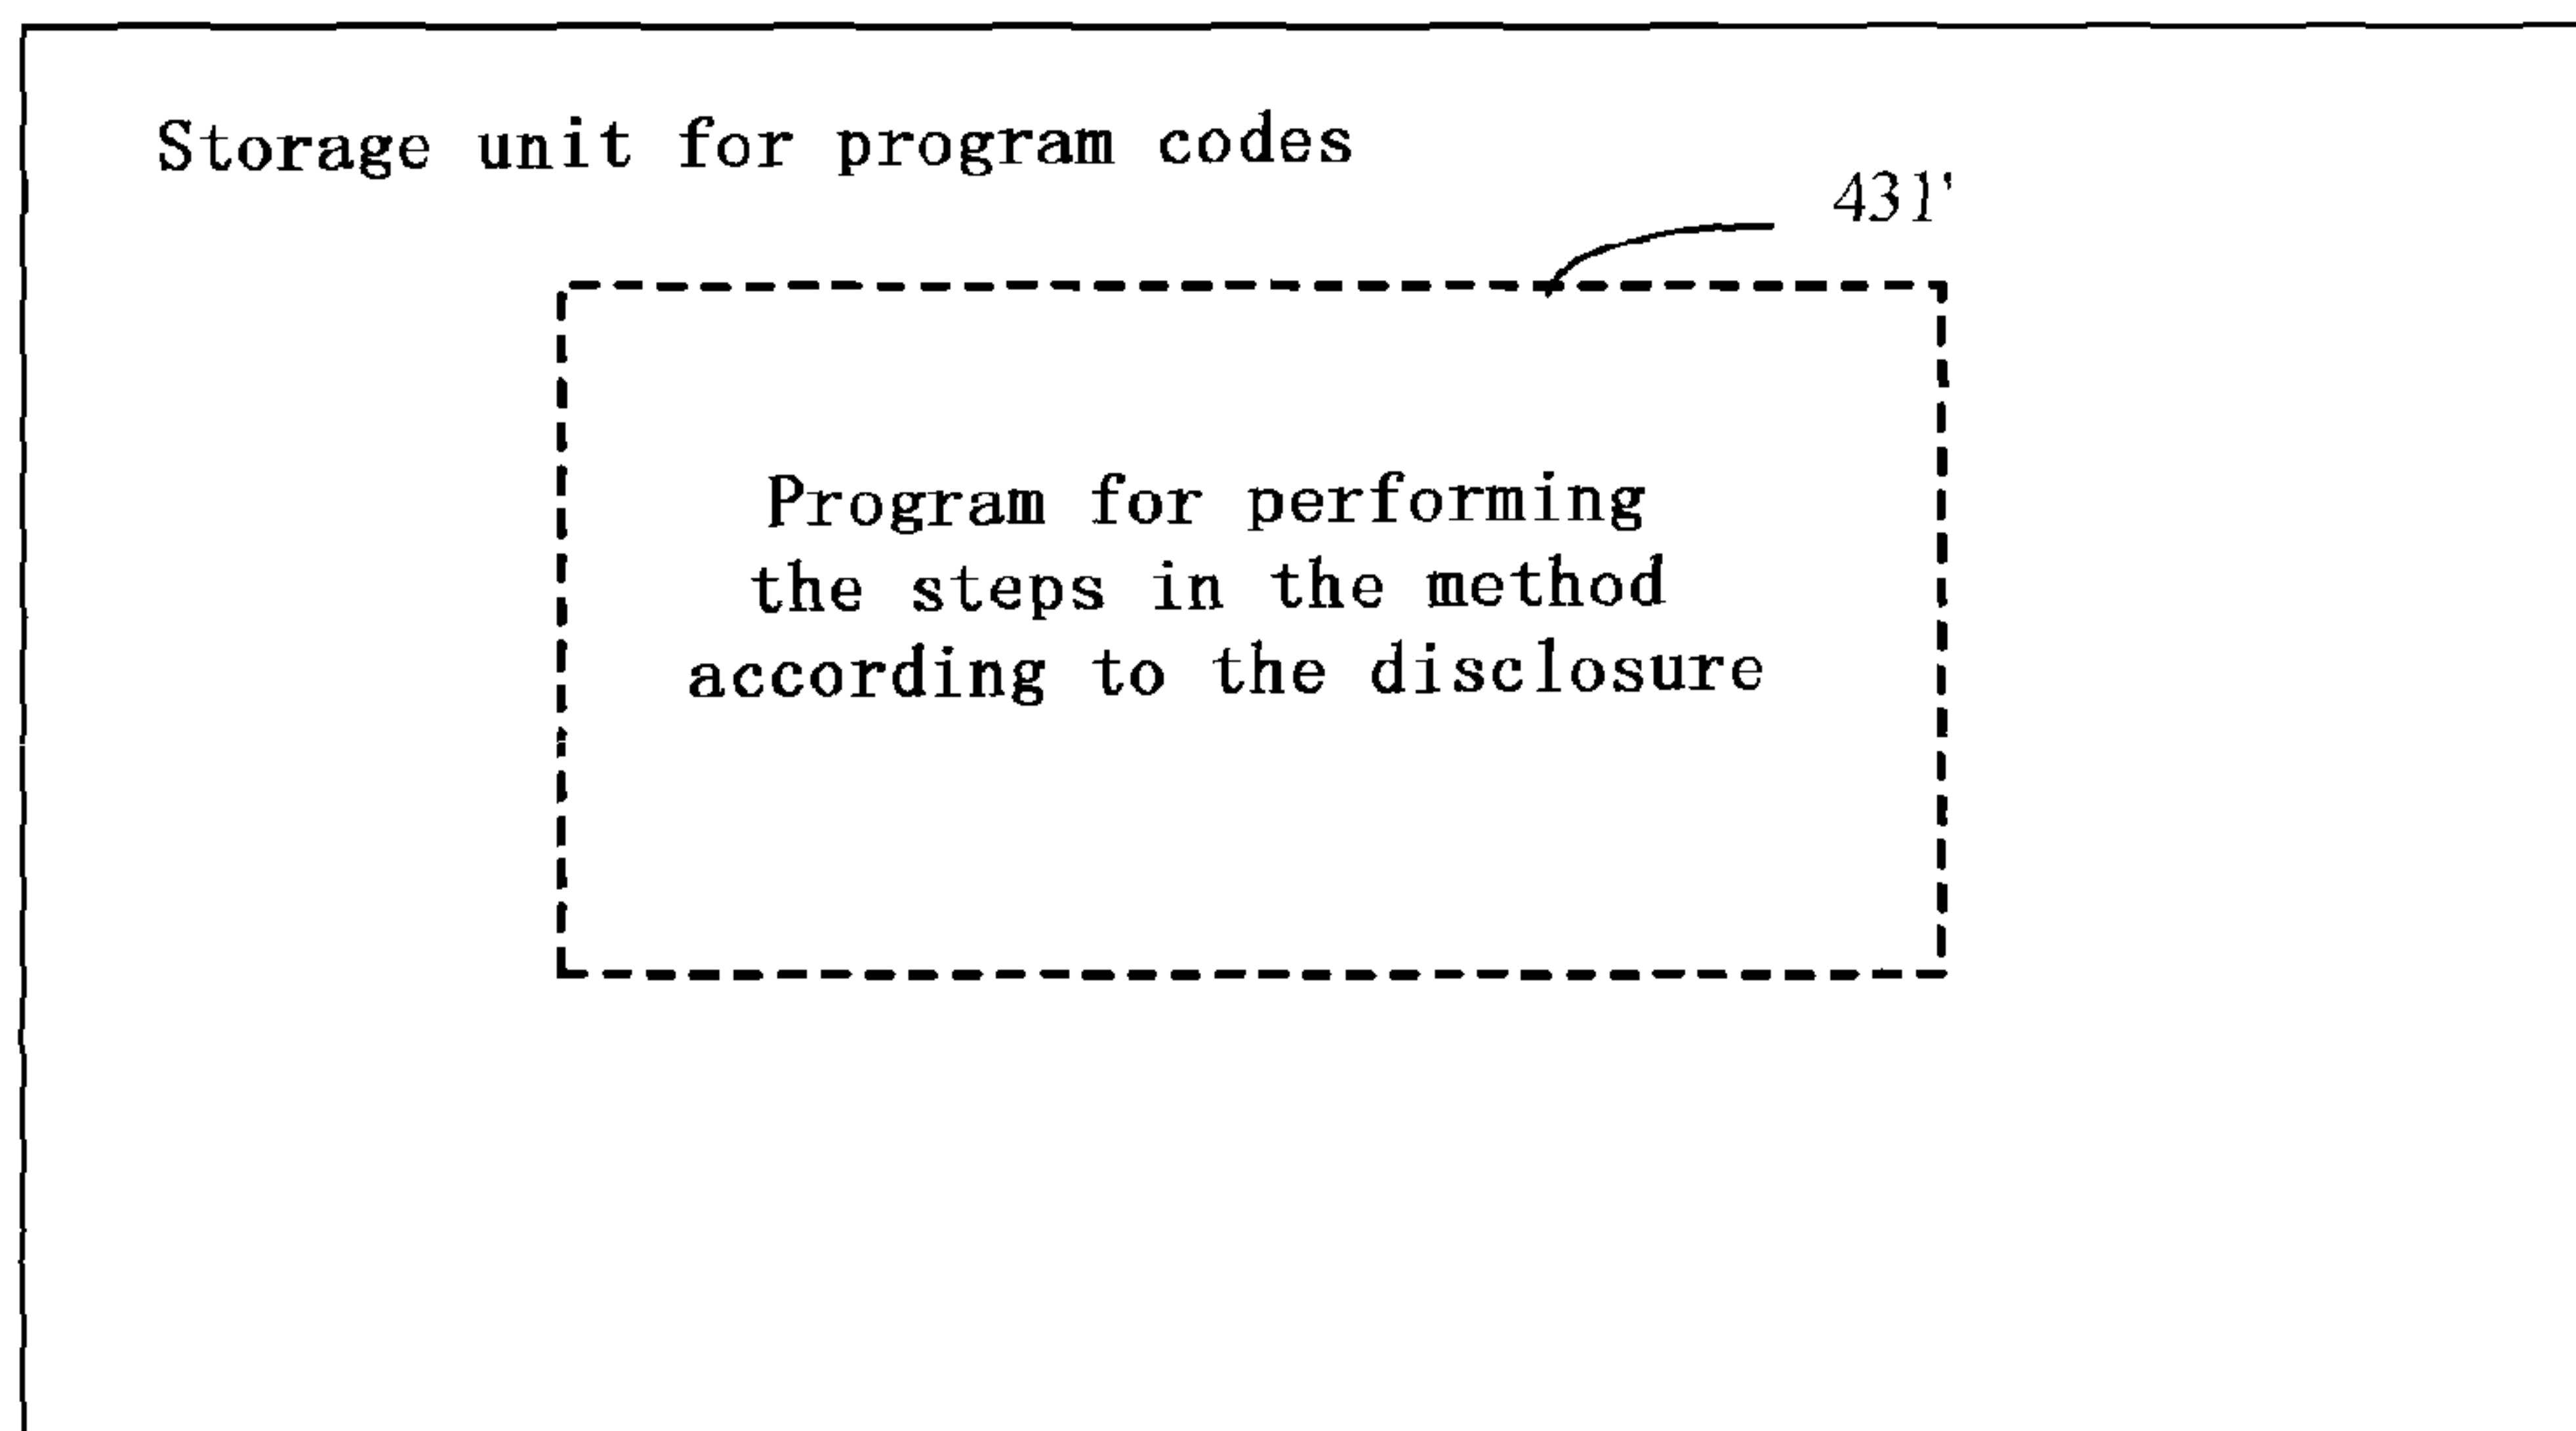 Storage unit for program codes
431'
Program for performing
the steps in the method
according to the disclosure